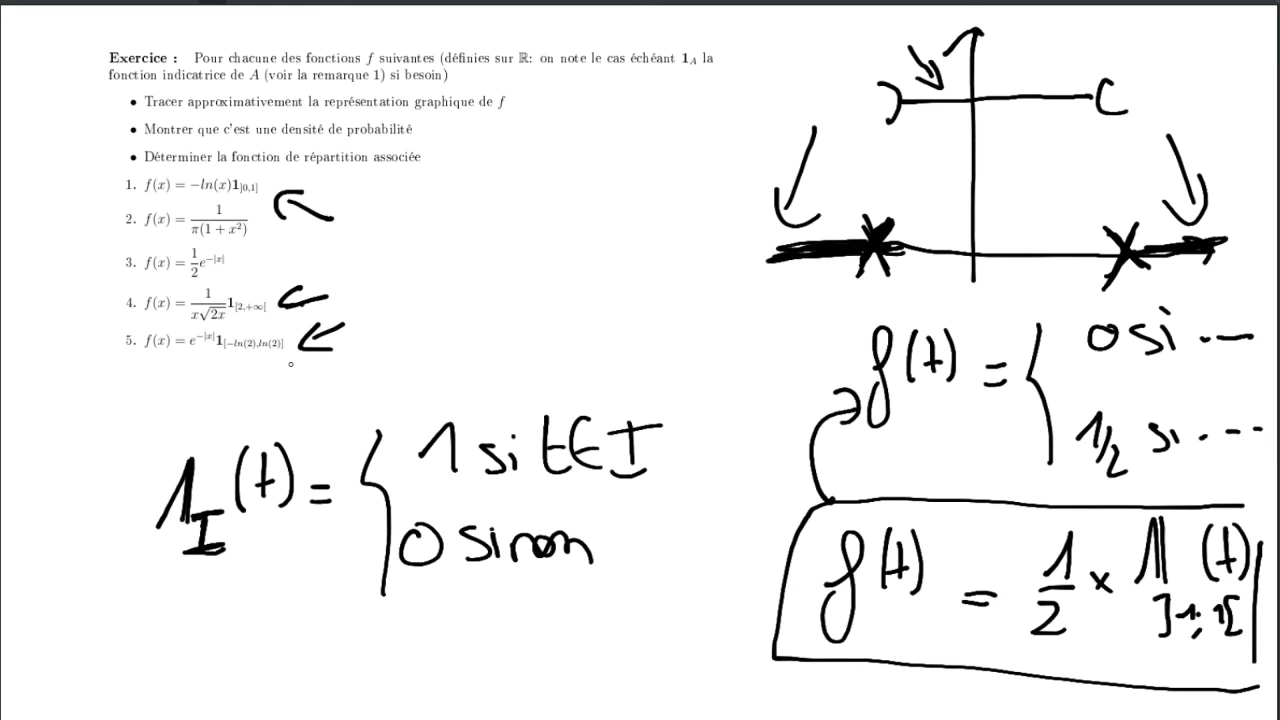 Exercice : Pour chacune des fonctions f suivantes (définies sur ℝ: on note le cas échéant 𝟏_A la
fonction indicatrice de A (voir la remarque 1) si besoin)
• Tracer approximativement la représentation graphique de f
• Montrer que c'est une densité de probabilité
• Déterminer la fonction de répartition associée
1. f(x) = −ln(x)𝟏_{]0,1]}
2. f(x) = 1/(π(1 + x²))
3. f(x) = 1/2 e^{−|x|}
4. f(x) = 1/(x√(2x)) 𝟏_{[2,+∞[}
5. f(x) = e^{−|x|}𝟏_{[−ln(2),ln(2)]}
f(t) = { 0 si ...
1/2 si ...
𝟙_I (t) = { 1 si t ∈ I
0 sinon
f(t) = 1/2 × 𝟙 (t)